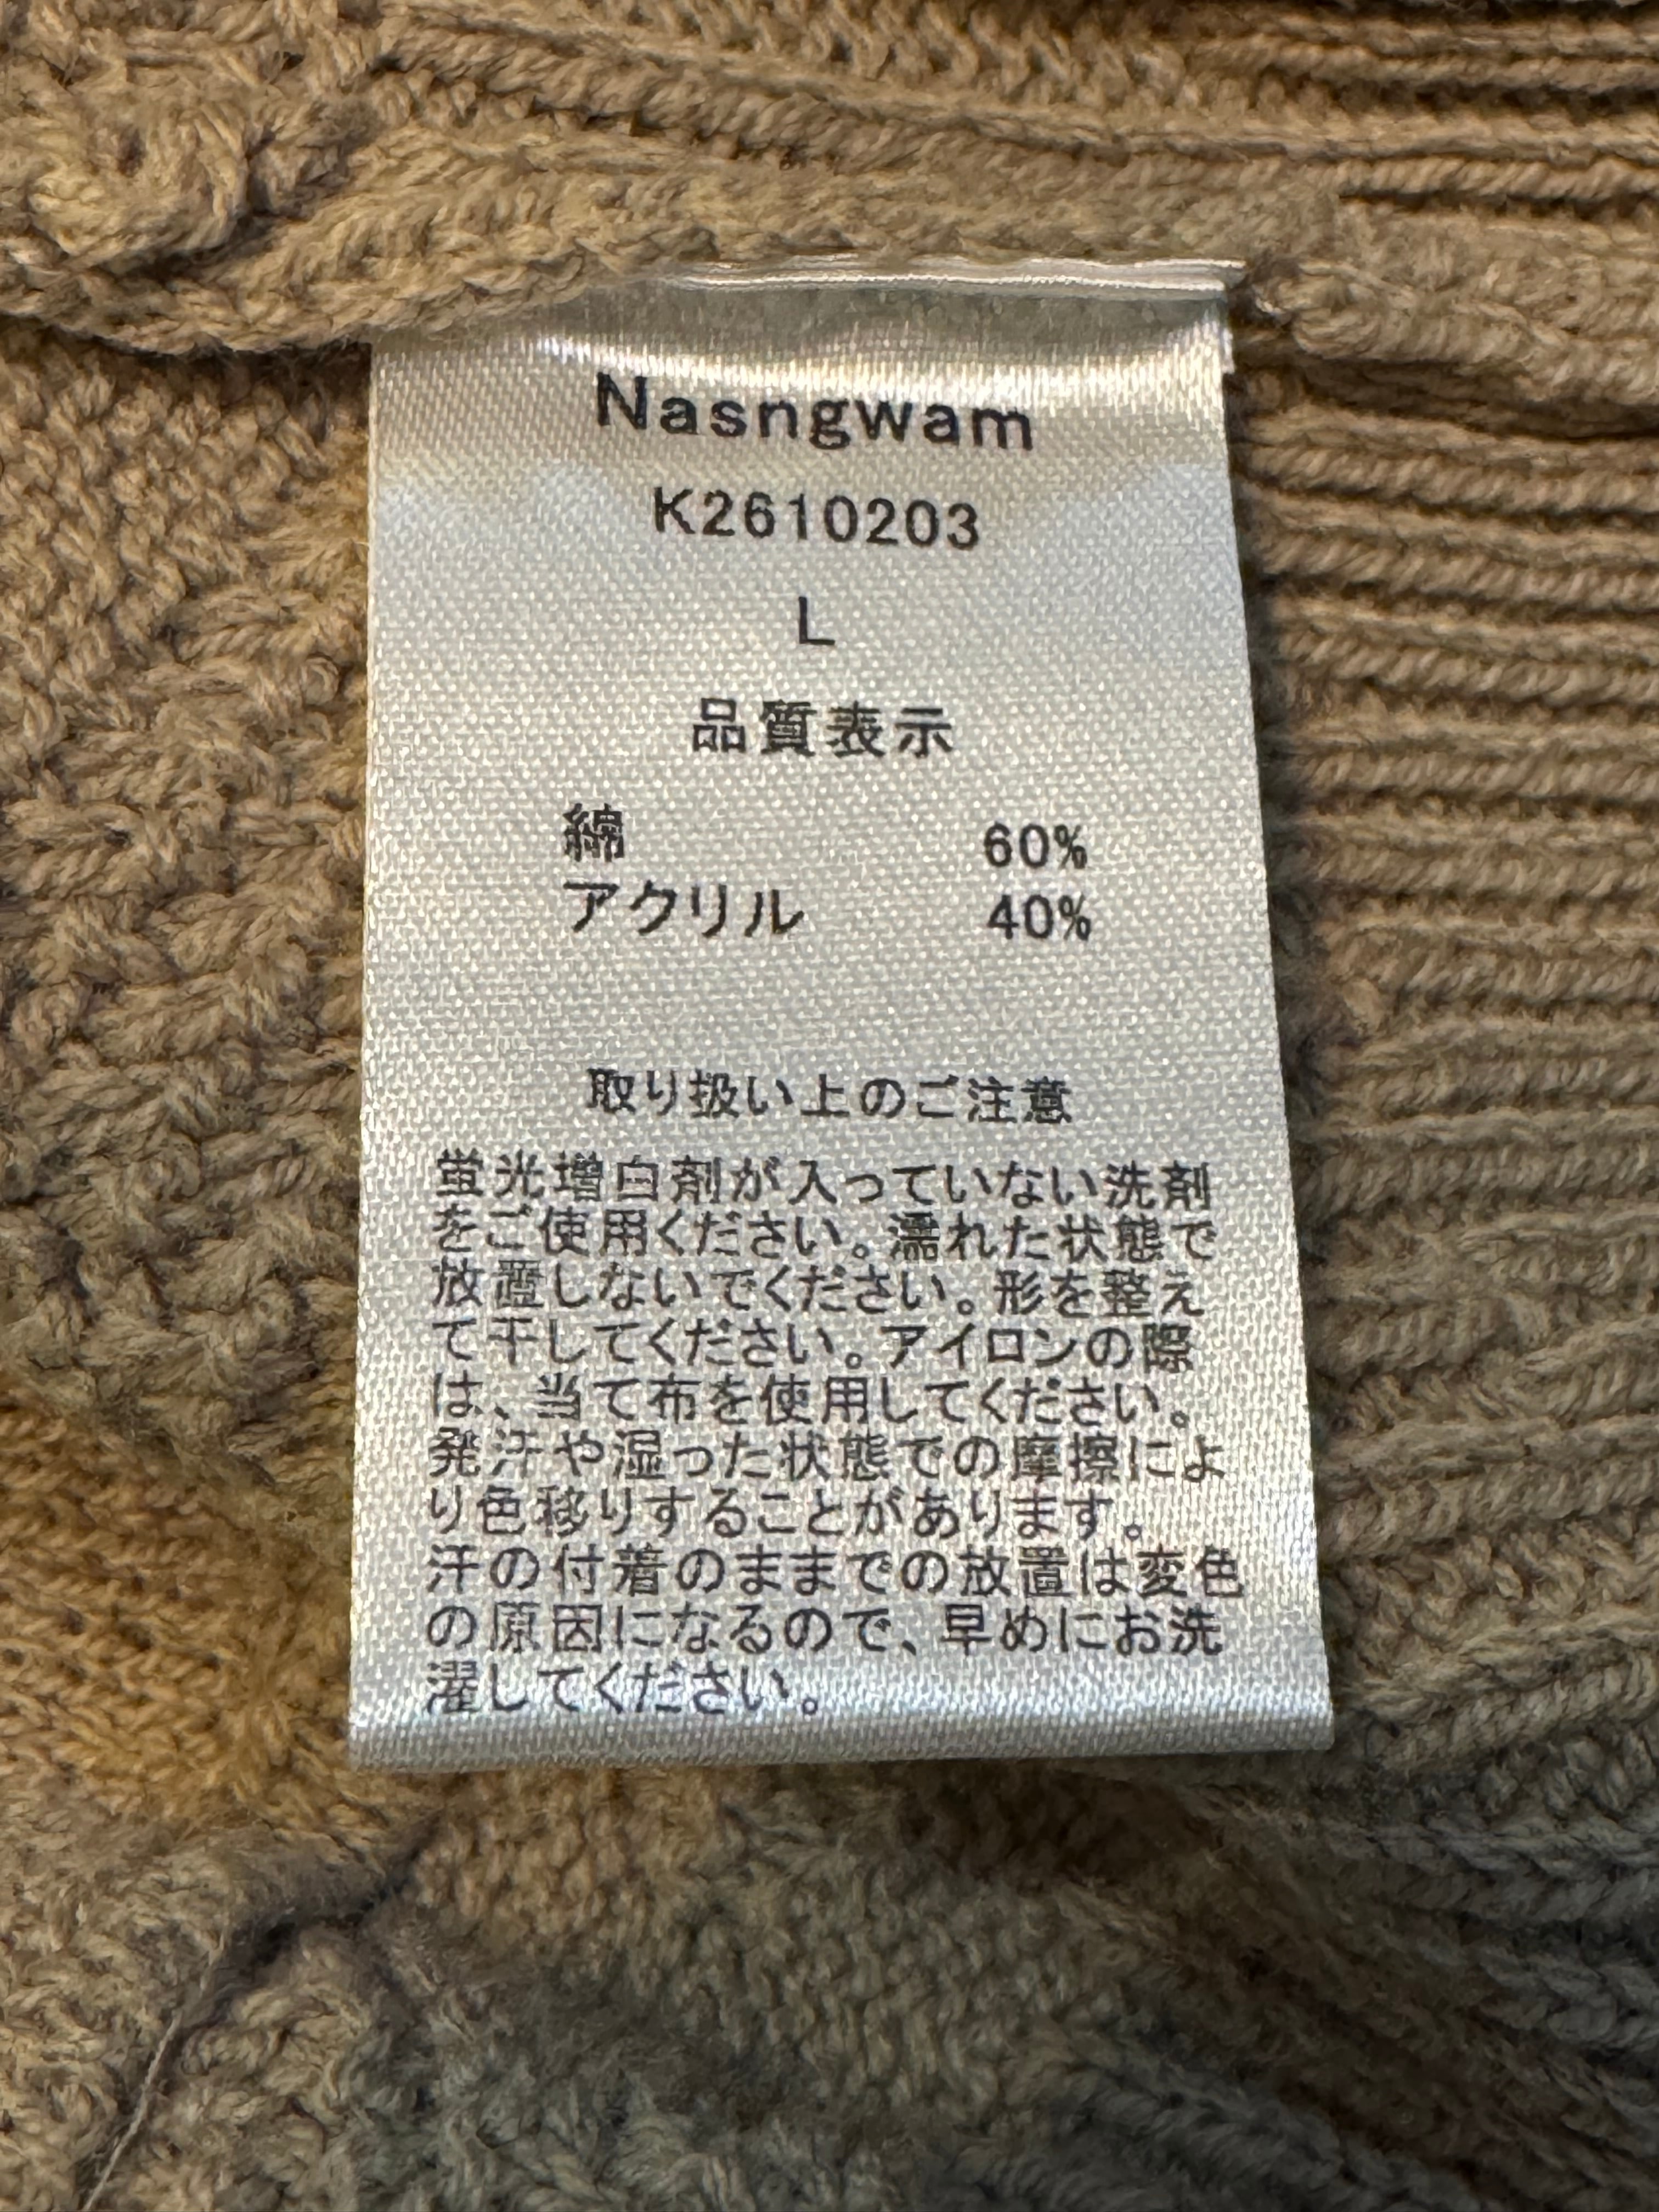 Nasngwam
K2610203
L
品質表示
綿 60%
アクリル 40%
取り扱い上のご注意
蛍光増白剤が入っていない洗剤
をご使用ください。濡れた状態で
放置しないでください。形を整え
て干してください。アイロンの際
は、当て布を使用してください。
発汗や湿った状態での摩擦によ
り色移りすることがあります。
汗の付着のままでの放置は変色
の原因になるので、早めにお洗
濯してください。